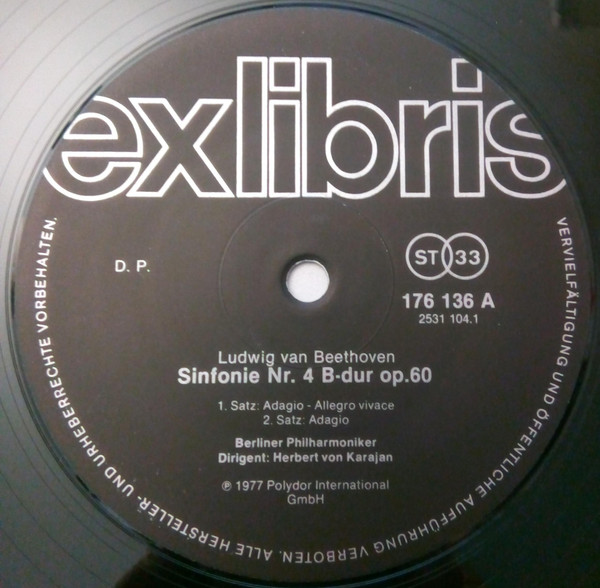 exlibris
D. P.
ST 33
176 136 A
2531 104.1
Ludwig van Beethoven
Sinfonie Nr. 4 B-dur op.60
1. Satz: Adagio - Allegro vivace
2. Satz: Adagio
Berliner Philharmoniker
Dirigent: Herbert von Karajan
℗ 1977 Polydor International
GmbH
VERVIELFÄLTIGUNG UND ÖFFENTLICHE AUFFÜHRUNG VERBOTEN. ALLE HERSTELLER- UND URHEBERRECHTE VORBEHALTEN.